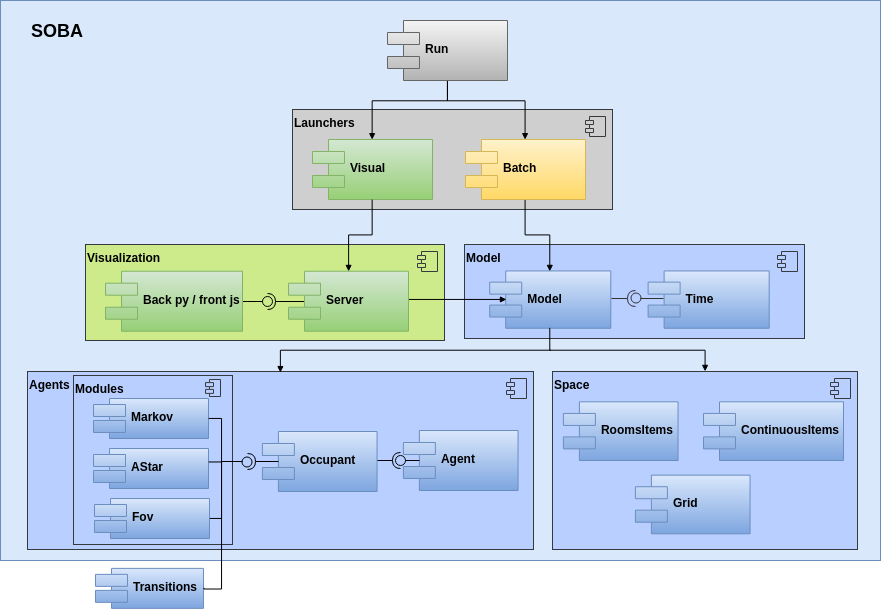 SOBA
Run
Launchers
Visual
Batch
Visualization
Back py / front js
Server
Model
Model
Time
Agents
Modules
Markov
AStar
Fov
Occupant
Agent
Space
RoomsItems
ContinuousItems
Grid
Transitions